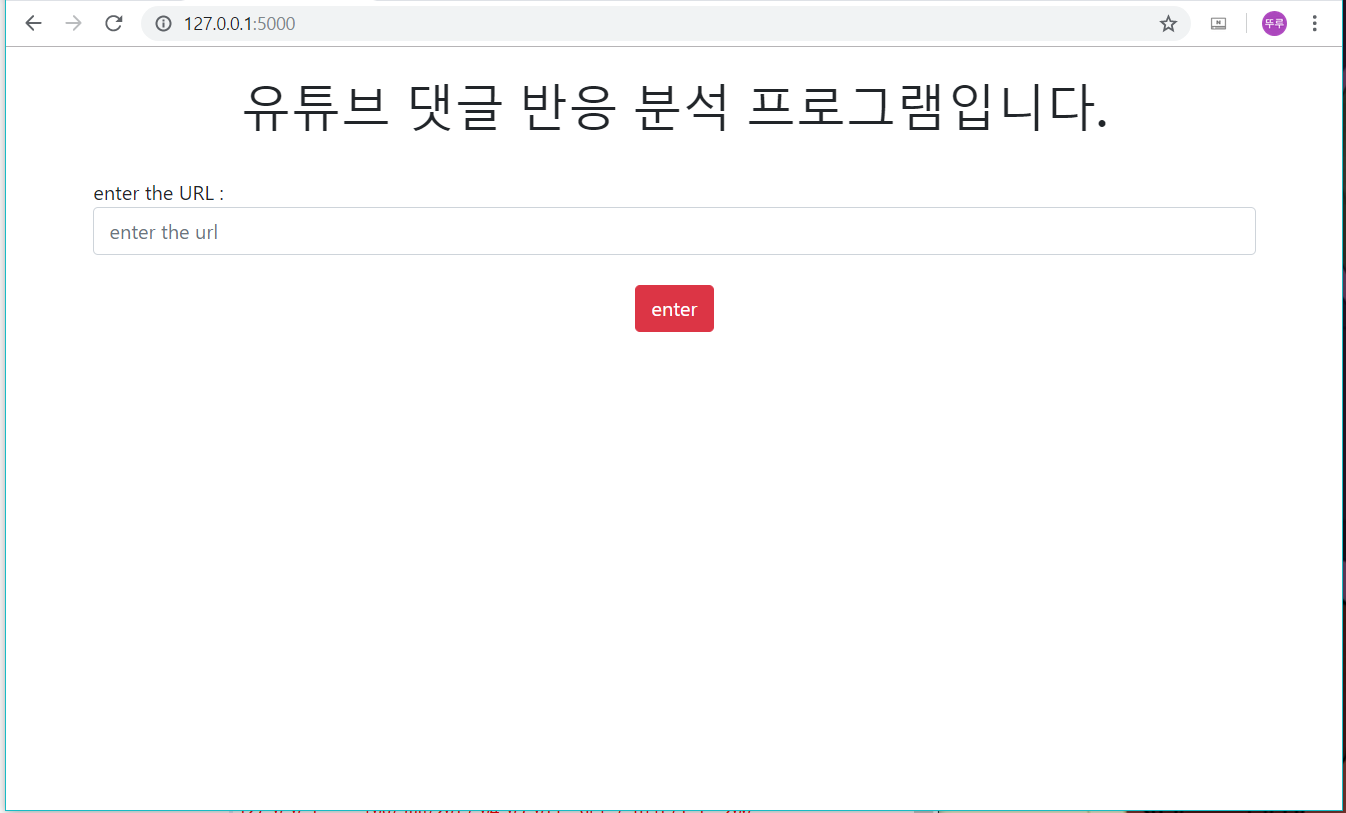 127.0.0.1:5000
뚜루
유튜브 댓글 반응 분석 프로그램입니다.
enter the URL :
enter the url
enter